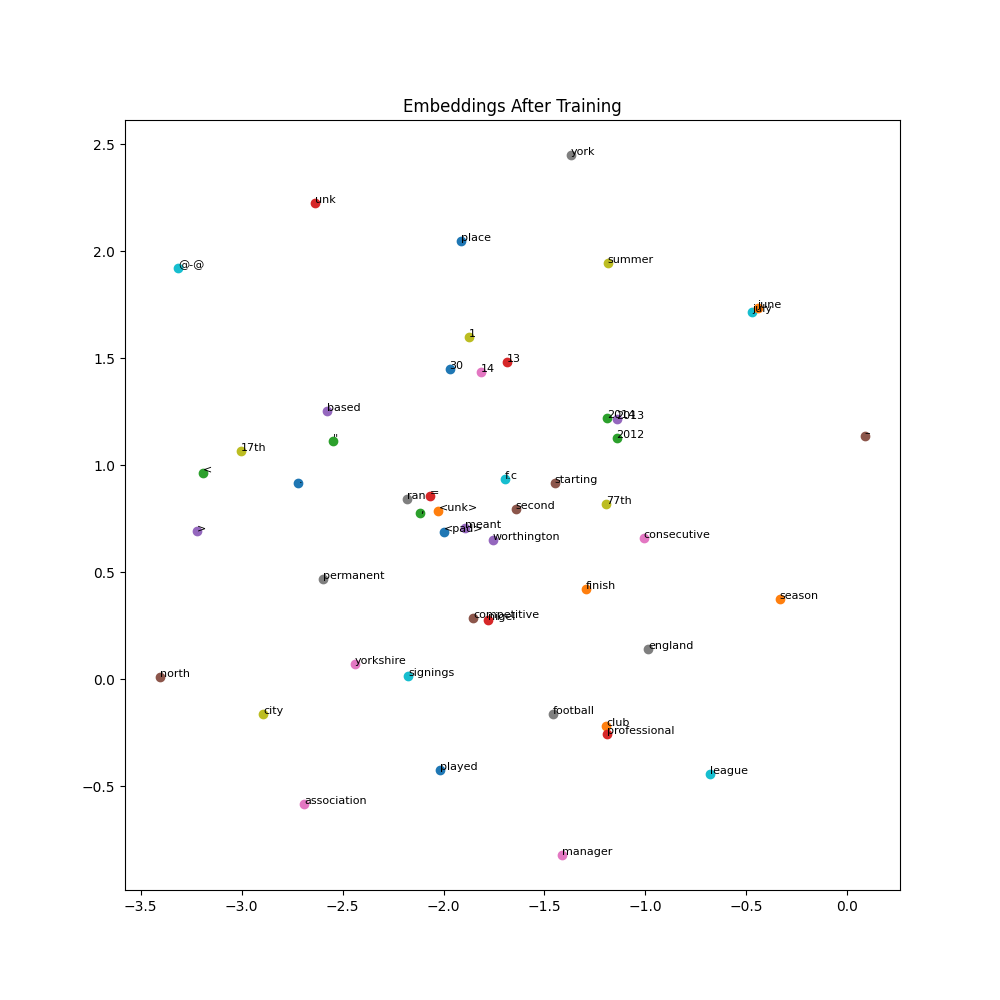 Embeddings After Training
york
unk
place
summer
@-@
june
july
1
13
30
14
based
2014
2013
"
2012
17th
<
f.c
starting
ran
=
second
77th
<unk>
meant
<pad>
worthington
consecutive
>
permanent
finish
season
competitive
nigel
england
yorkshire
signings
north
city
football
club
professional
played
league
association
manager
2.5
2.0
1.5
1.0
0.5
0.0
−0.5
−3.5
−3.0
−2.5
−2.0
−1.5
−1.0
−0.5
0.0